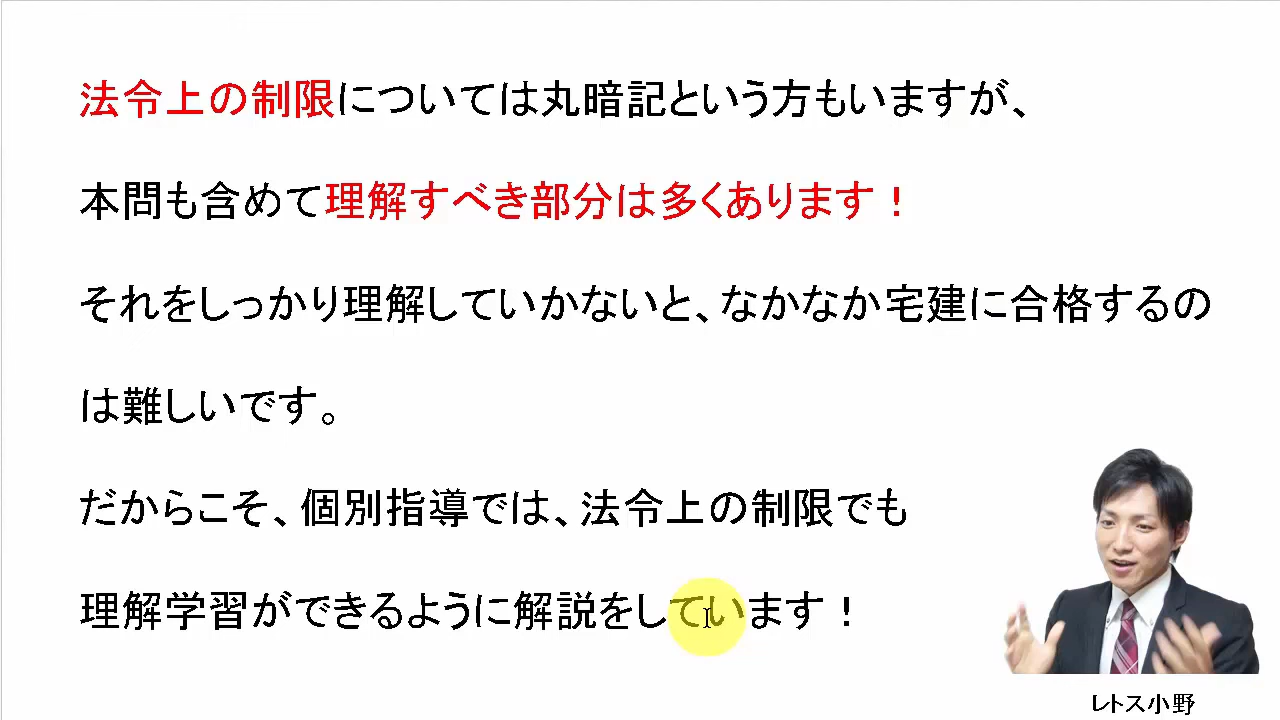 法令上の制限については丸暗記という方もいますが、
本問も含めて理解すべき部分は多くあります！
それをしっかり理解していかないと、なかなか宅建に合格するの
は難しいです。
だからこそ、個別指導では、法令上の制限でも
理解学習ができるように解説をしています！
レトス小野